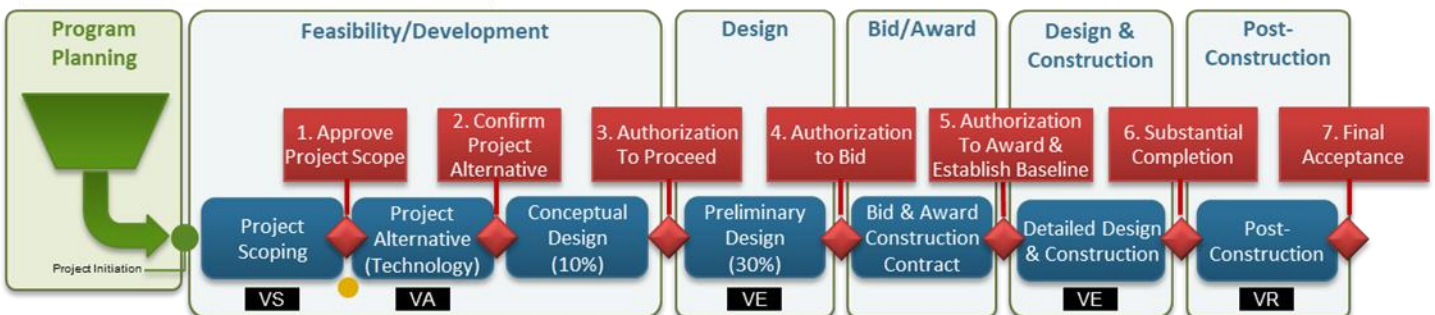 Program
Planning
Project Initiation
Feasibility/Development
1. Approve
Project Scope
2. Confirm
Project
Alternative
3. Authorization
To Proceed
Project
Scoping
Project
Alternative
(Technology)
Conceptual
Design
(10%)
VS
VA
Design
4. Authorization
to Bid
Preliminary
Design
(30%)
VE
Bid/Award
5. Authorization
To Award &
Establish Baseline
Bid & Award
Construction
Contract
Design &
Construction
6. Substantial
Completion
Detailed Design
& Construction
VE
Post-
Construction
7. Final
Acceptance
Post-
Construction
VR